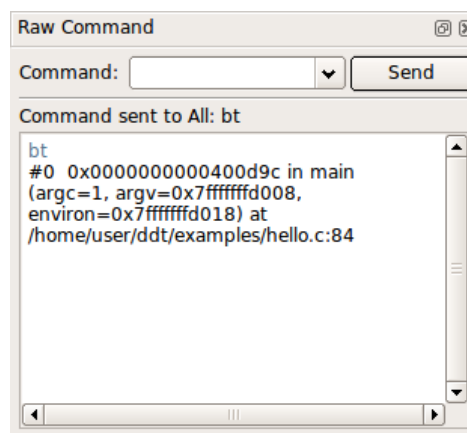 Raw Command
Command: Send
Command sent to All: bt
bt
#0 0x0000000000400d9c in main
(argc=1, argv=0x7fffffffd008,
environ=0x7fffffffd018) at
/home/user/ddt/examples/hello.c:84